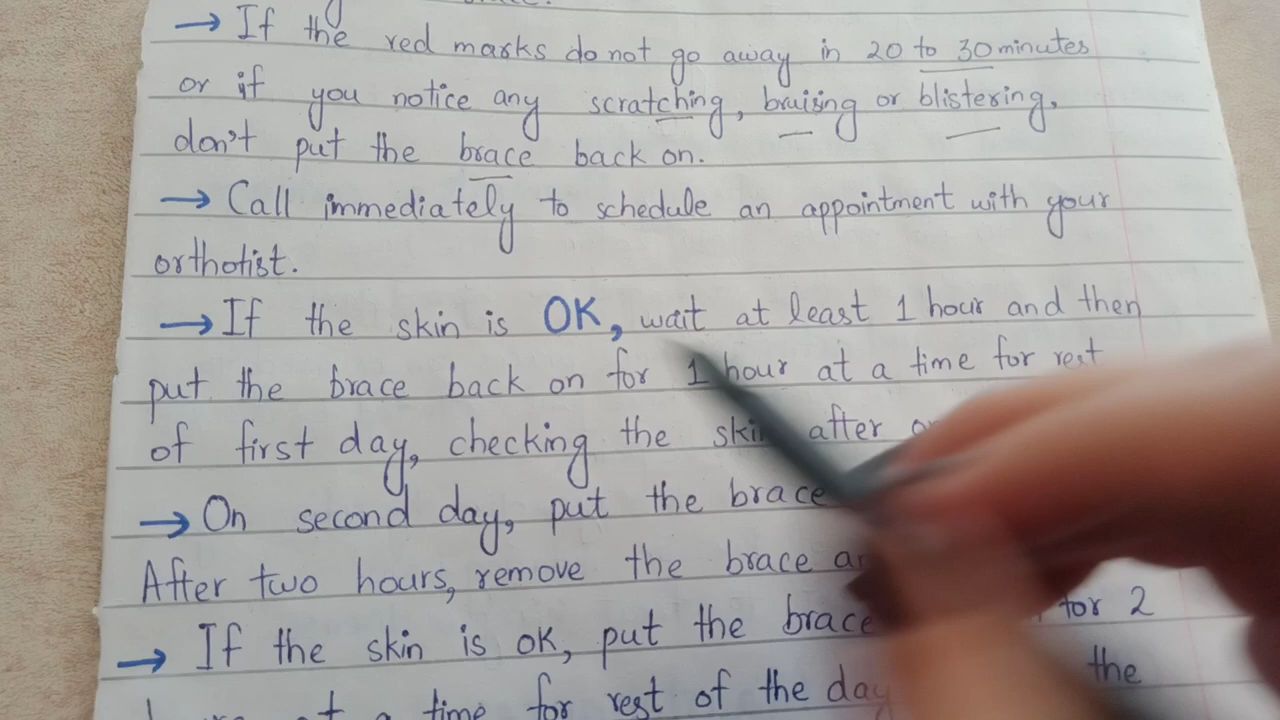 → If the red marks do not go away in 20 to 30 minutes
or if you notice any scratching, bruising or blistering,
don't put the brace back on.
→ Call immediately to schedule an appointment with your
orthotist.
→ If the skin is OK, wait at least 1 hour and then
put the brace back on for 1 hour at a time for rest
of first day, checking the skin after
→ On second day, put the brace
After two hours, remove the brace
→ If the skin is OK, put the brace for 2
at a time for rest of the day the